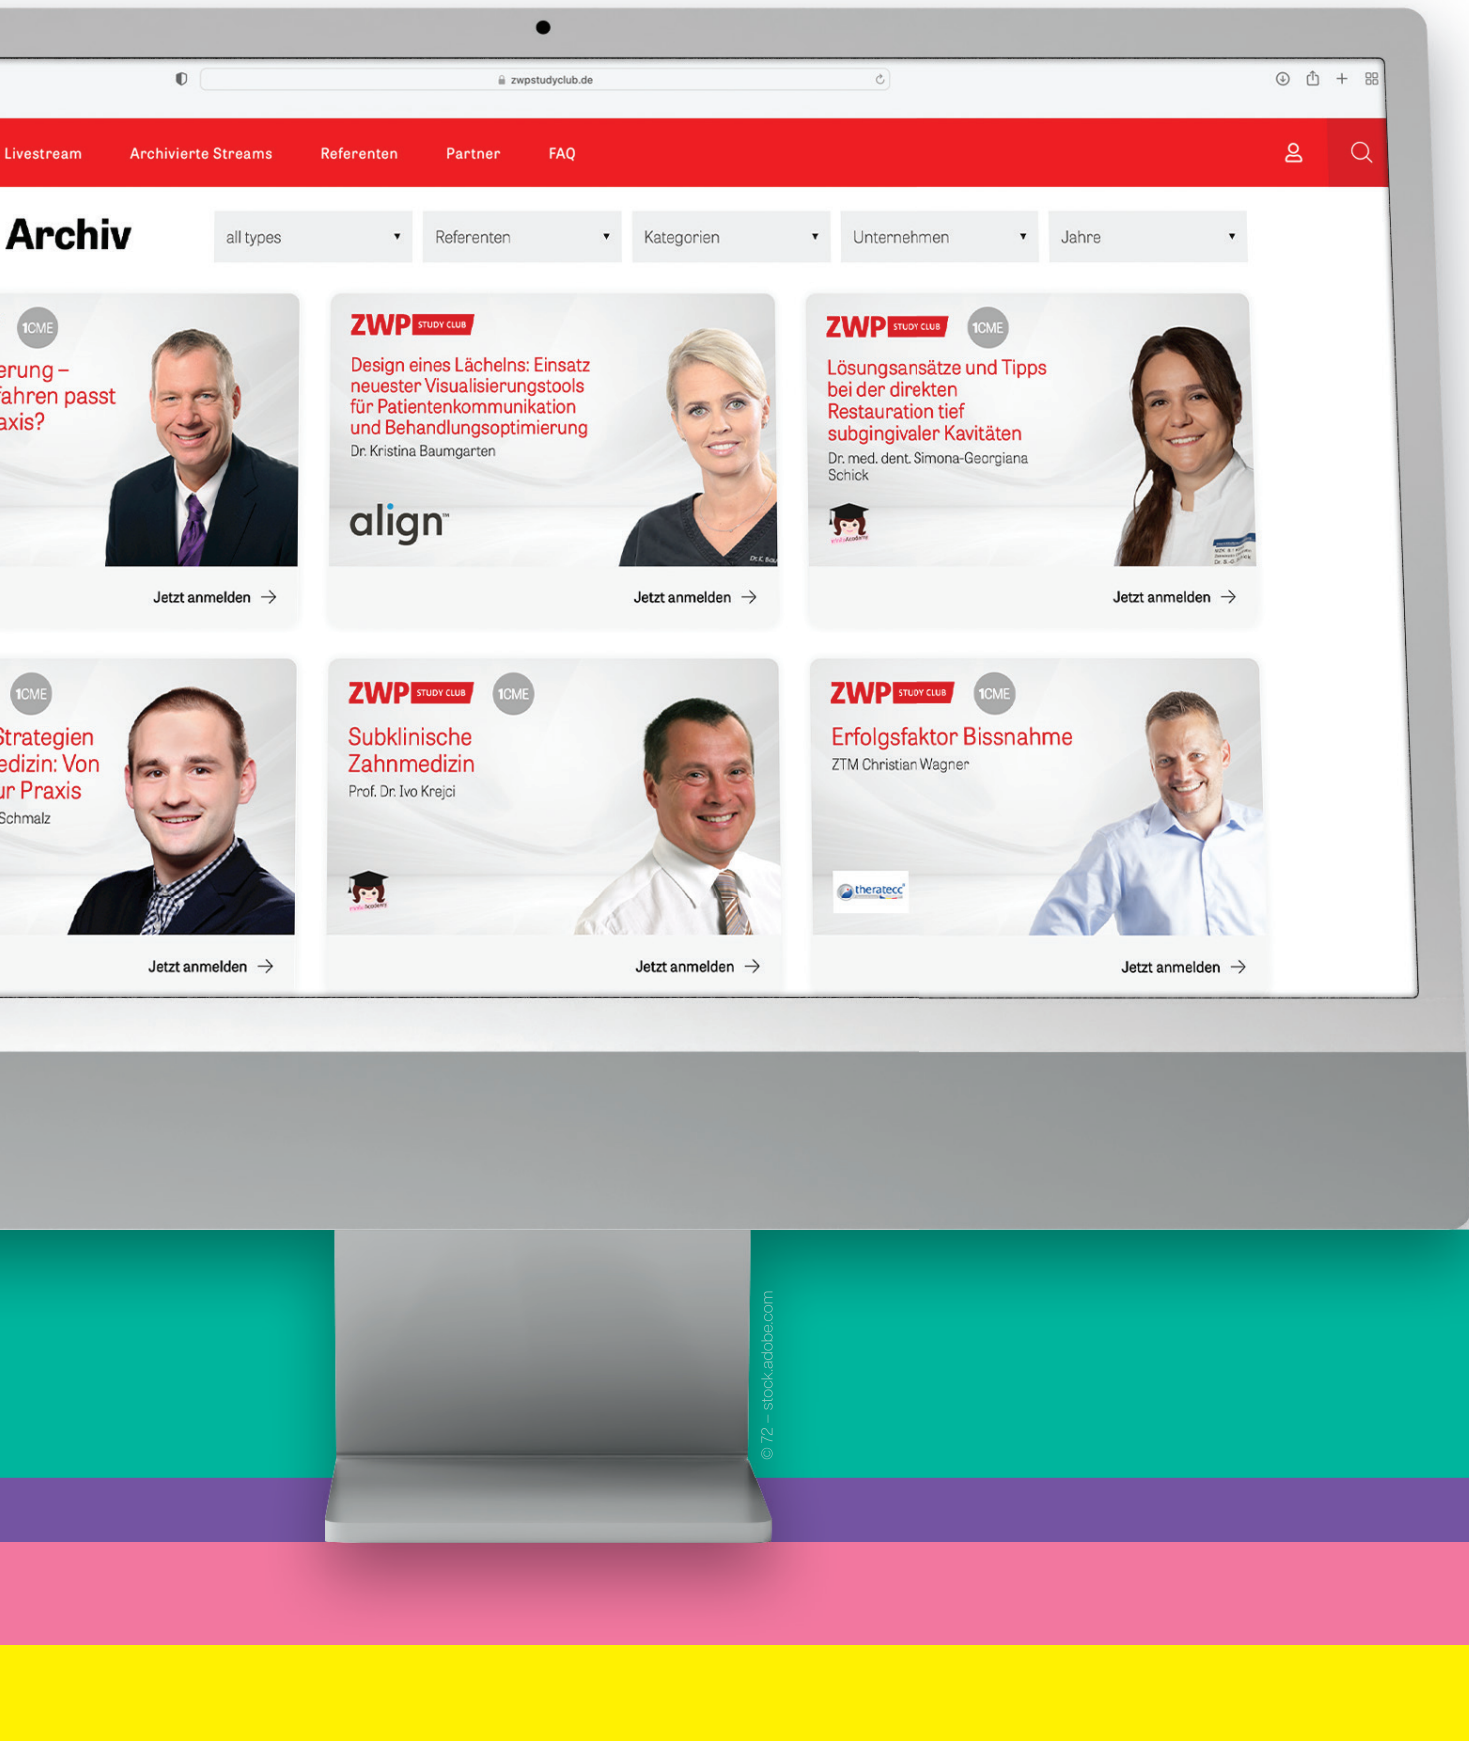 zwpstudyclub.de
Livestream Archivierte Streams Referenten Partner FAQ
Archiv all types Referenten Kategorien Unternehmen Jahre
1CME
erung –
fahren passt
axis?
Jetzt anmelden
ZWP STUDY CLUB
Design eines Lächelns: Einsatz
neuester Visualisierungstools
für Patientenkommunikation
und Behandlungsoptimierung
Dr. Kristina Baumgarten
align™
Jetzt anmelden
ZWP STUDY CLUB 1CME
Lösungsansätze und Tipps
bei der direkten
Restauration tief
subgingivaler Kavitäten
Dr. med. dent. Simona-Georgiana
Schick
Jetzt anmelden
1CME
Strategien
edizin: Von
ur Praxis
Schmalz
Jetzt anmelden
ZWP STUDY CLUB 1CME
Subklinische
Zahnmedizin
Prof. Dr. Ivo Krejci
Jetzt anmelden
ZWP STUDY CLUB 1CME
Erfolgsfaktor Bissnahme
ZTM Christian Wagner
theratecc
Jetzt anmelden
© 72 – stock.adobe.com